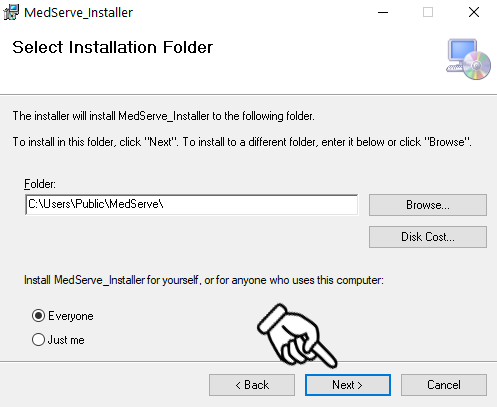 MedServe_Installer
Select Installation Folder
The installer will install MedServe_Installer to the following folder.
To install in this folder, click "Next". To install to a different folder, enter it below or click "Browse".
Folder:
C:\Users\Public\MedServe\
Browse...
Disk Cost...
Install MedServe_Installer for yourself, or for anyone who uses this computer:
Everyone
Just me
< Back
Next >
Cancel